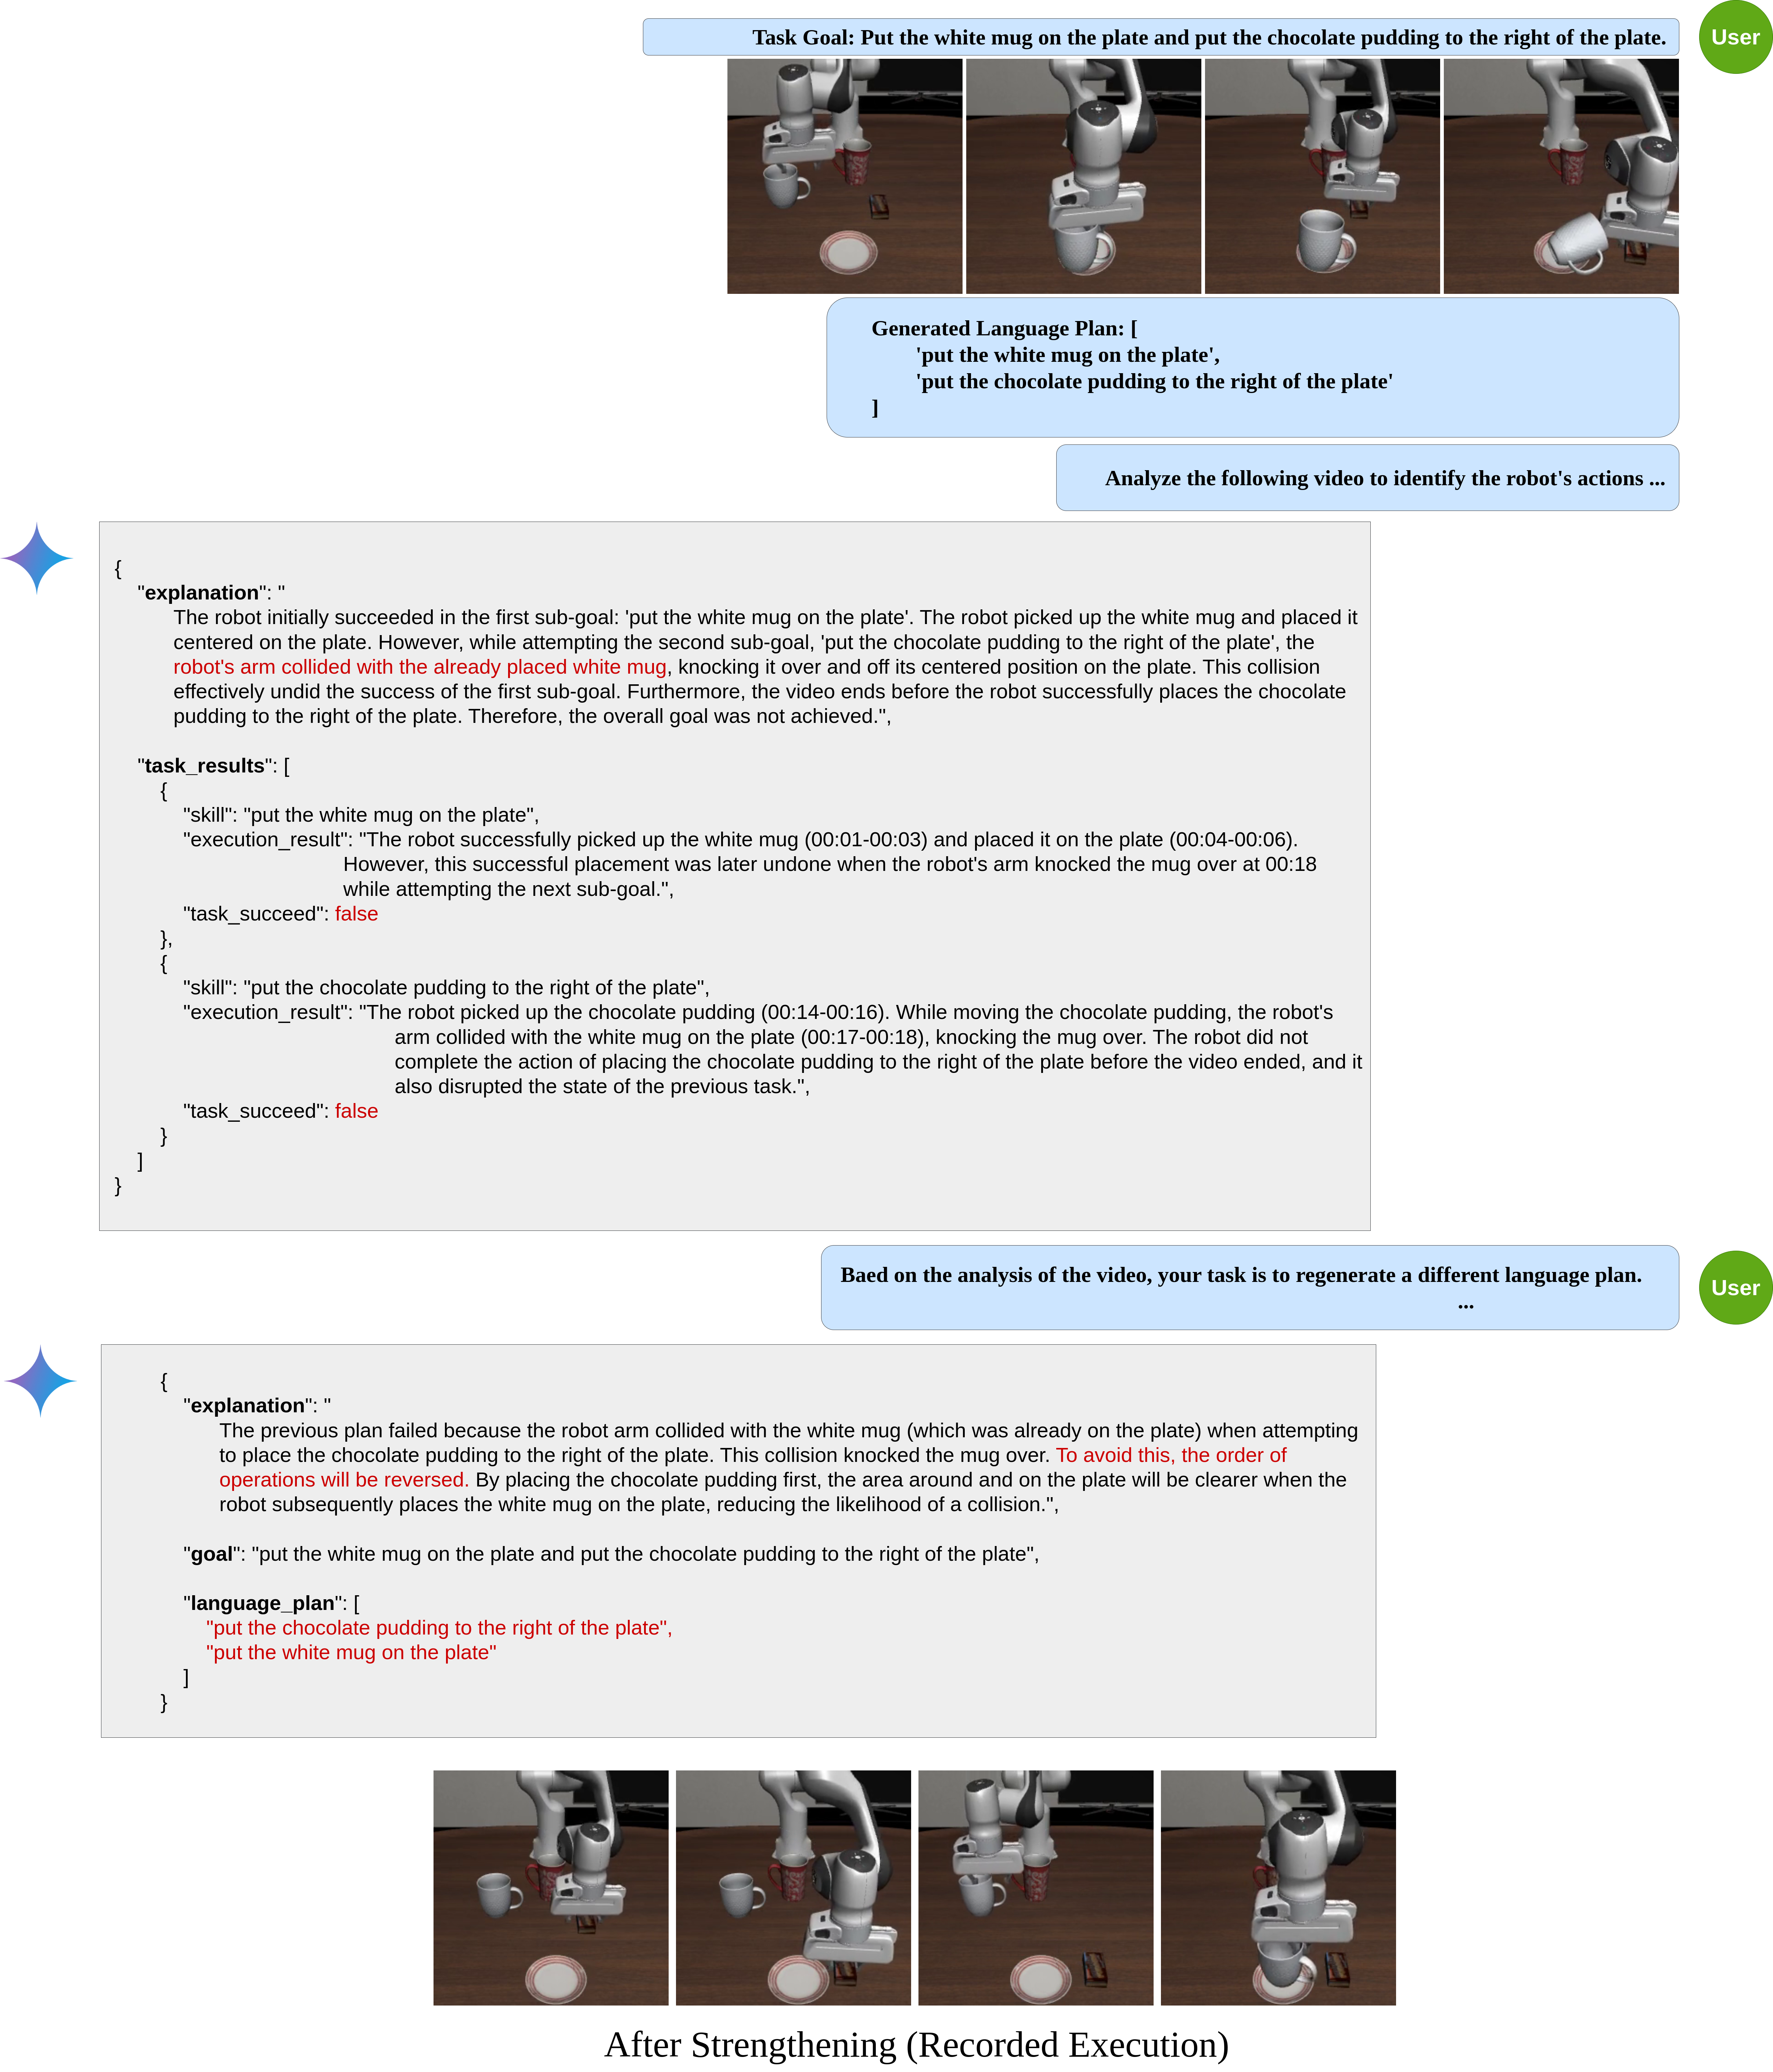 Task Goal: Put the white mug on the plate and put the chocolate pudding to the right of the plate.
User
Generated Language Plan: [
'put the white mug on the plate',
'put the chocolate pudding to the right of the plate'
]
Analyze the following video to identify the robot's actions ...
{
"explanation": "
The robot initially succeeded in the first sub-goal: 'put the white mug on the plate'. The robot picked up the white mug and placed it
centered on the plate. However, while attempting the second sub-goal, 'put the chocolate pudding to the right of the plate', the
robot's arm collided with the already placed white mug, knocking it over and off its centered position on the plate. This collision
effectively undid the success of the first sub-goal. Furthermore, the video ends before the robot successfully places the chocolate
pudding to the right of the plate. Therefore, the overall goal was not achieved.",
"task_results": [
{
"skill": "put the white mug on the plate",
"execution_result": "The robot successfully picked up the white mug (00:01-00:03) and placed it on the plate (00:04-00:06).
However, this successful placement was later undone when the robot's arm knocked the mug over at 00:18
while attempting the next sub-goal.",
"task_succeed": false
},
{
"skill": "put the chocolate pudding to the right of the plate",
"execution_result": "The robot picked up the chocolate pudding (00:14-00:16). While moving the chocolate pudding, the robot's
arm collided with the white mug on the plate (00:17-00:18), knocking the mug over. The robot did not
complete the action of placing the chocolate pudding to the right of the plate before the video ended, and it
also disrupted the state of the previous task.",
"task_succeed": false
}
]
}
Baed on the analysis of the video, your task is to regenerate a different language plan.
...
User
{
"explanation": "
The previous plan failed because the robot arm collided with the white mug (which was already on the plate) when attempting
to place the chocolate pudding to the right of the plate. This collision knocked the mug over. To avoid this, the order of
operations will be reversed. By placing the chocolate pudding first, the area around and on the plate will be clearer when the
robot subsequently places the white mug on the plate, reducing the likelihood of a collision.",
"goal": "put the white mug on the plate and put the chocolate pudding to the right of the plate",
"language_plan": [
"put the chocolate pudding to the right of the plate",
"put the white mug on the plate"
]
}
After Strengthening (Recorded Execution)